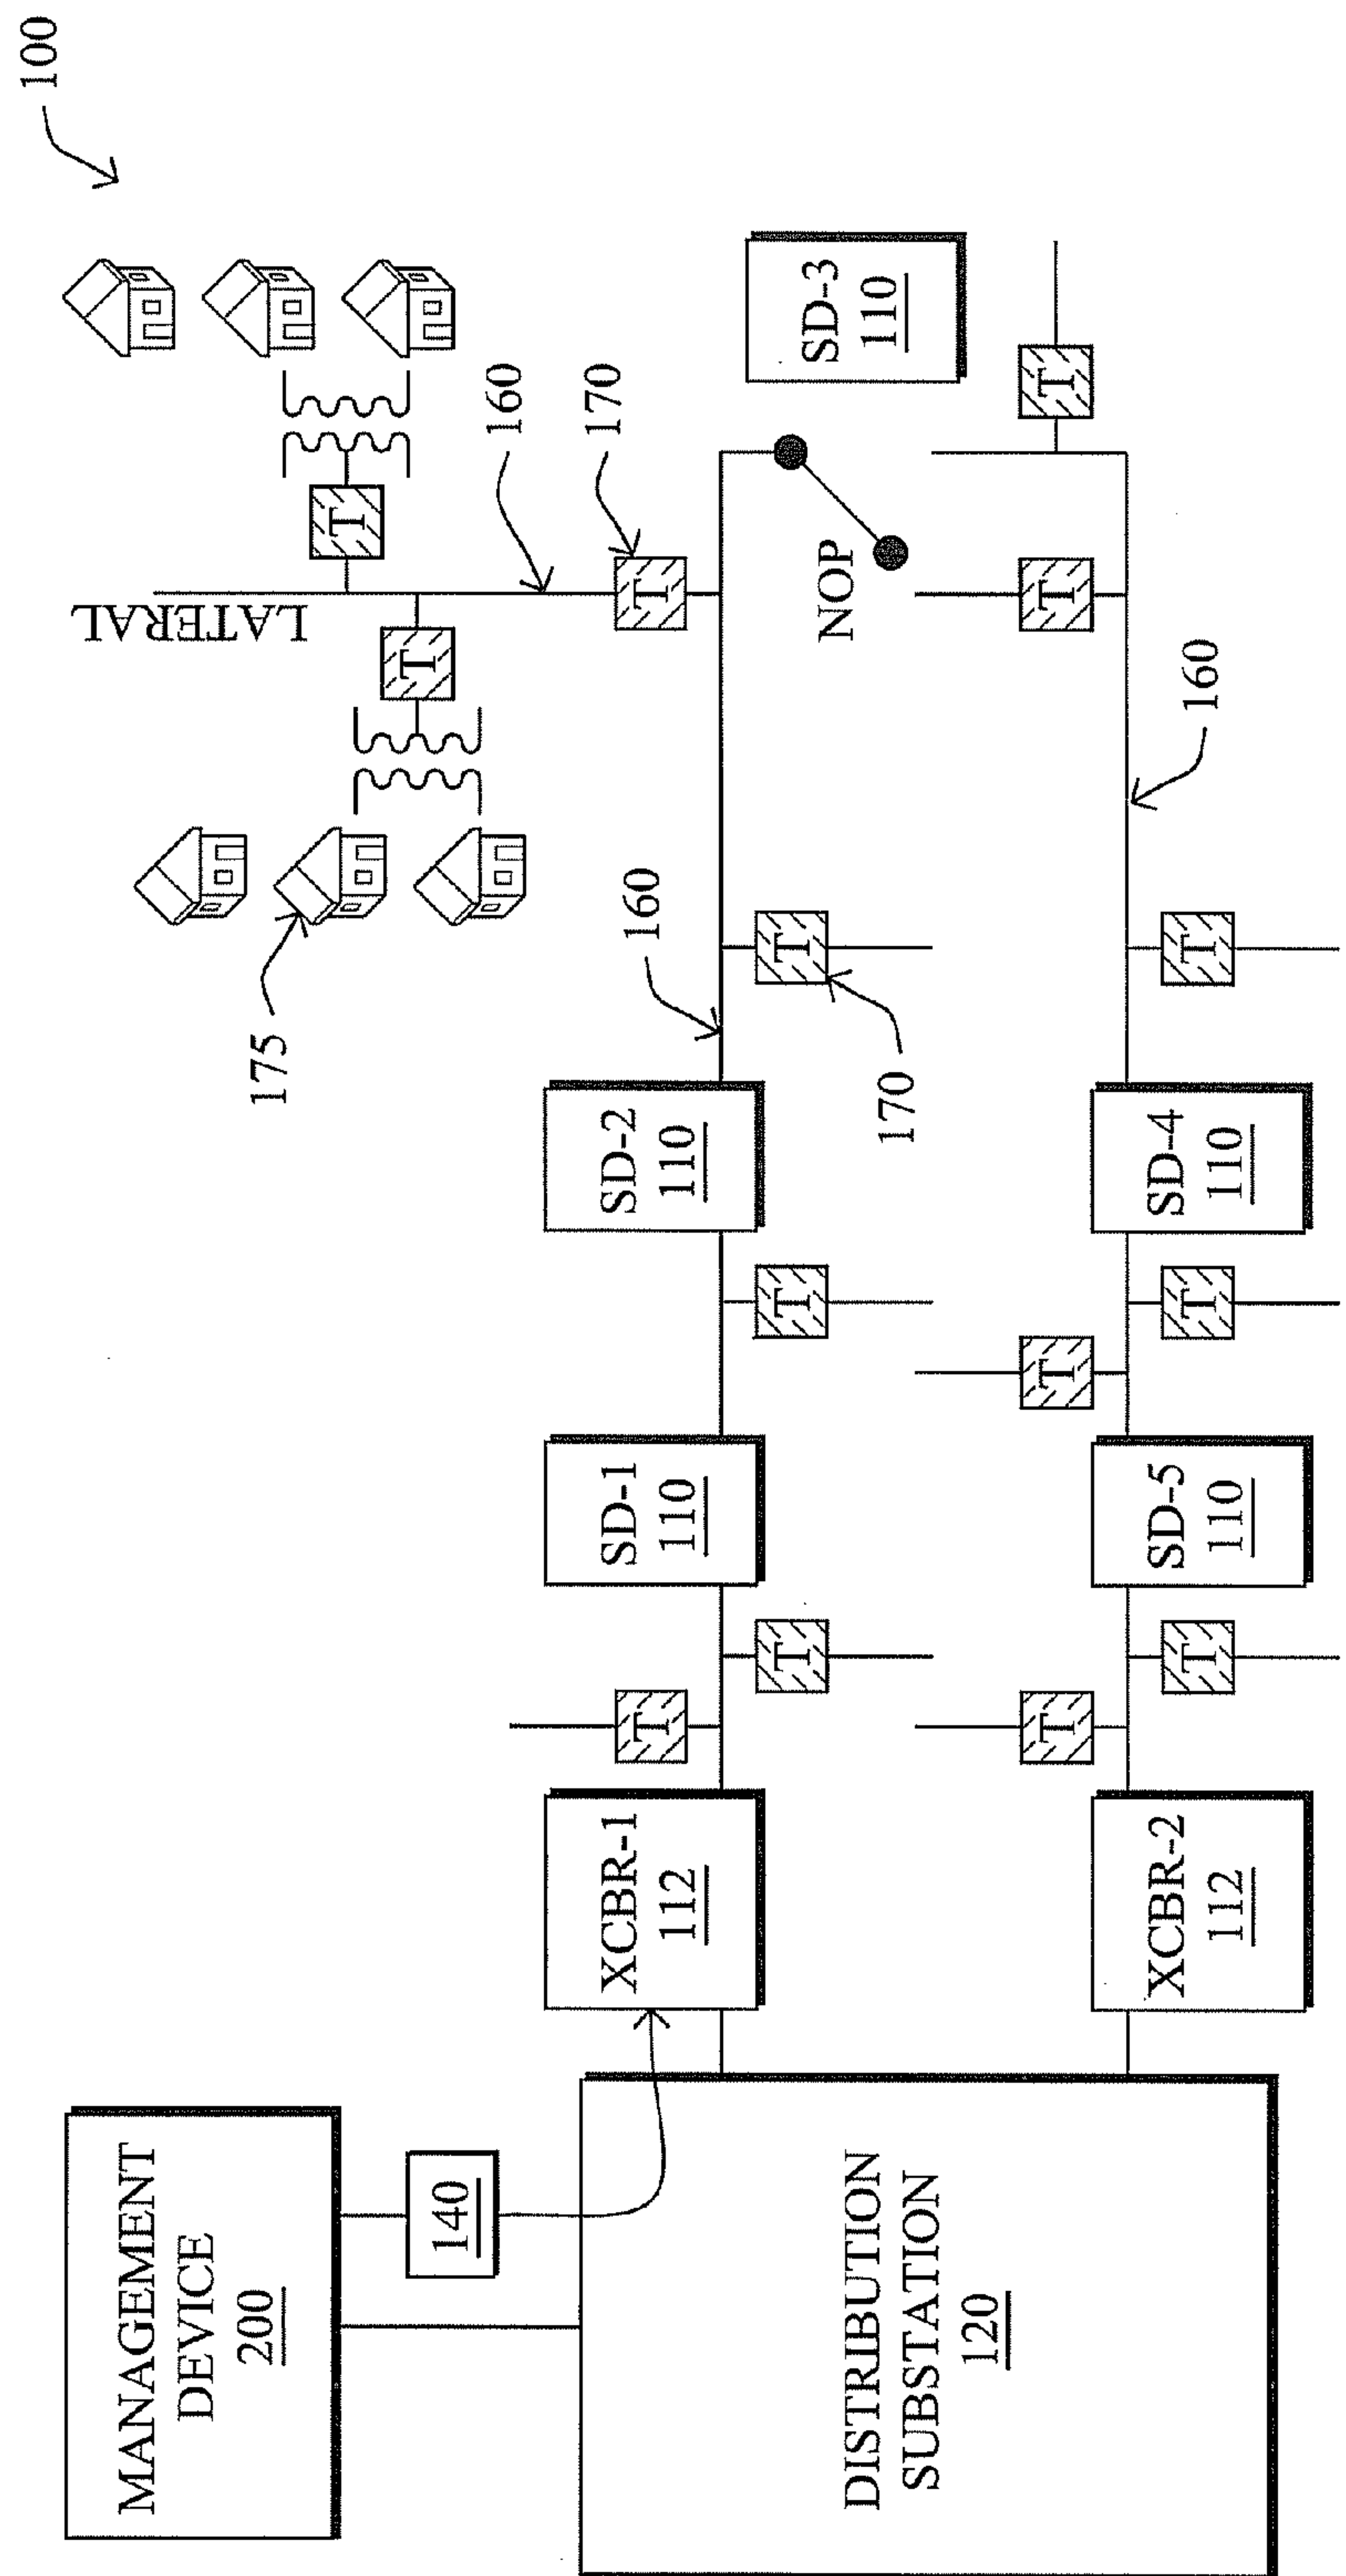 100
175
LATERAL
T
T
160
170
T
160
T
170
NOP
T
SD-3
110
T
160
T
MANAGEMENT
DEVICE
200
140
XCBR-1
112
T
T
SD-1
110
T
SD-2
110
DISTRIBUTION
SUBSTATION
120
XCBR-2
112
T
T
SD-5
110
T
T
SD-4
110